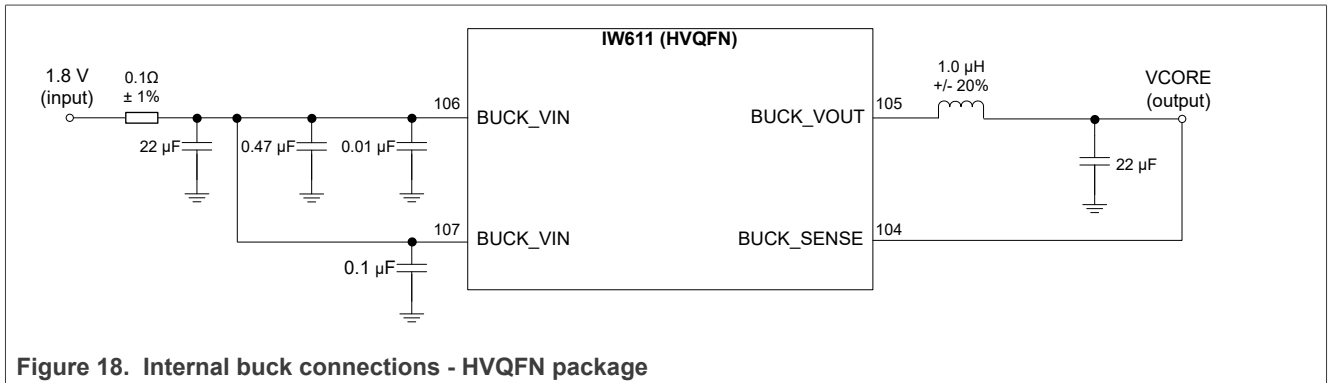 IW611 (HVQFN)
1.8 V
(input)
0.1Ω
± 1%
106
BUCK_VIN
22 µF
0.47 µF
0.01 µF
107
BUCK_VIN
0.1 µF
BUCK_VOUT
105
1.0 µH
+/- 20%
VCORE
(output)
22 µF
BUCK_SENSE
104
Figure 18. Internal buck connections - HVQFN package